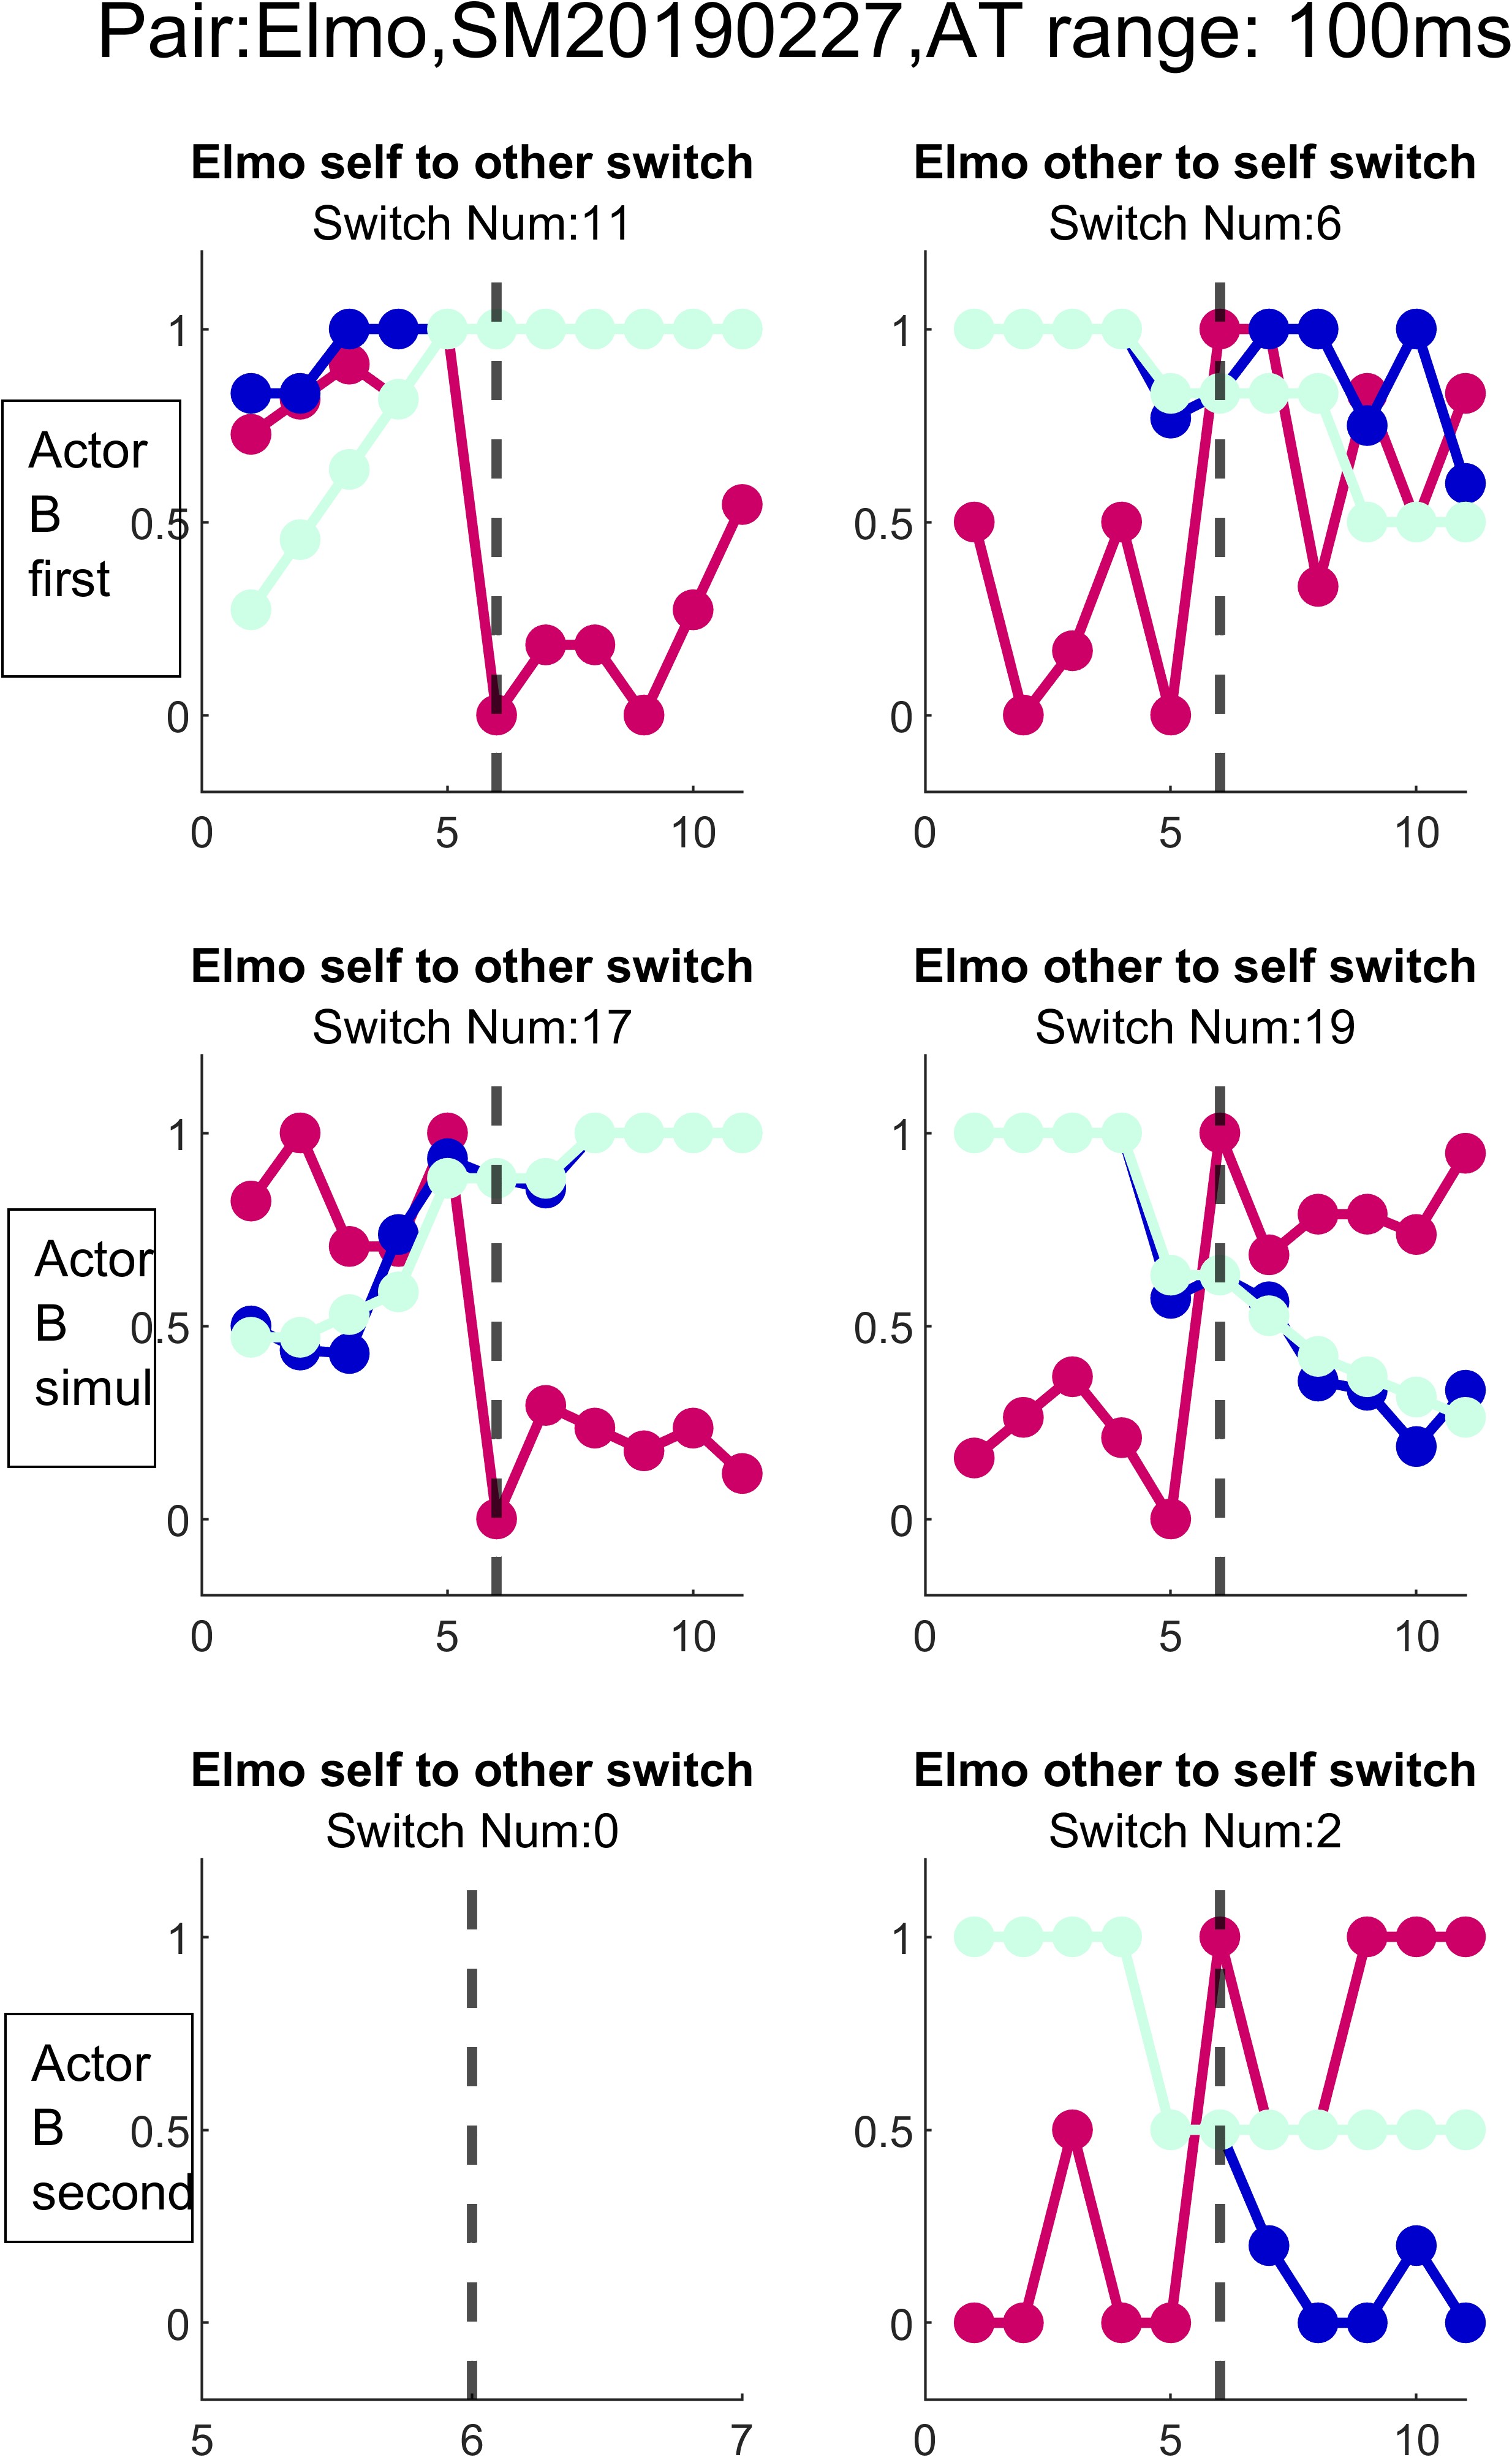 Pair:Elmo,SM20190227,AT range: 100ms
Elmo self to other switch
Switch Num:11
Elmo other to self switch
Switch Num:6
Actor
B
first
1
0.5
0
0
5
10
1
0.5
0
0
5
10
Elmo self to other switch
Switch Num:17
Elmo other to self switch
Switch Num:19
Actor
B
simul
1
0.5
0
0
5
10
1
0.5
0
0
5
10
Elmo self to other switch
Switch Num:0
Elmo other to self switch
Switch Num:2
Actor
B
second
1
0.5
0
5
6
7
1
0.5
0
0
5
10